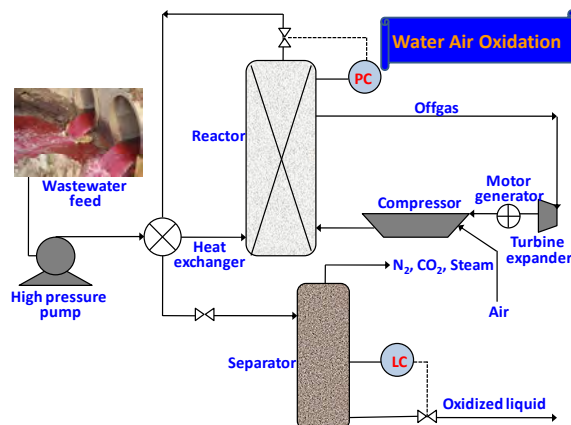 Water Air Oxidation
PC
Offgas
Reactor
Wastewater
feed
Compressor
Motor
generator
Heat
exchanger
Turbine
expander
High pressure
pump
N₂, CO₂, Steam
Air
Separator
LC
Oxidized liquid